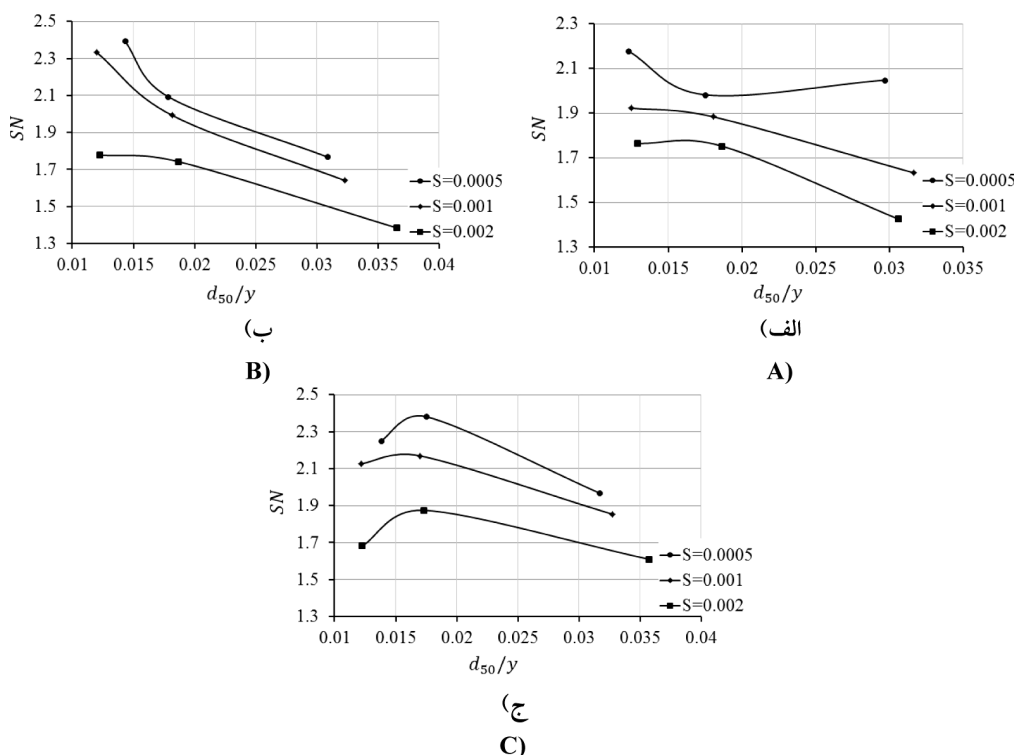 2.5
2.3
2.1
1.9
1.7
1.5
1.3
SN
0.01 0.015 0.02 0.025 0.03 0.035 0.04
d₅₀/y
S=0.0005
S=0.001
S=0.002
ب)
B)
2.3
2.1
1.9
1.7
1.5
1.3
SN
0.01 0.015 0.02 0.025 0.03 0.035
d₅₀/y
S=0.0005
S=0.001
S=0.002
الف)
A)
2.5
2.3
2.1
1.9
1.7
1.5
1.3
SN
0.01 0.015 0.02 0.025 0.03 0.035 0.04
d₅₀/y
S=0.0005
S=0.001
S=0.002
ج)
C)